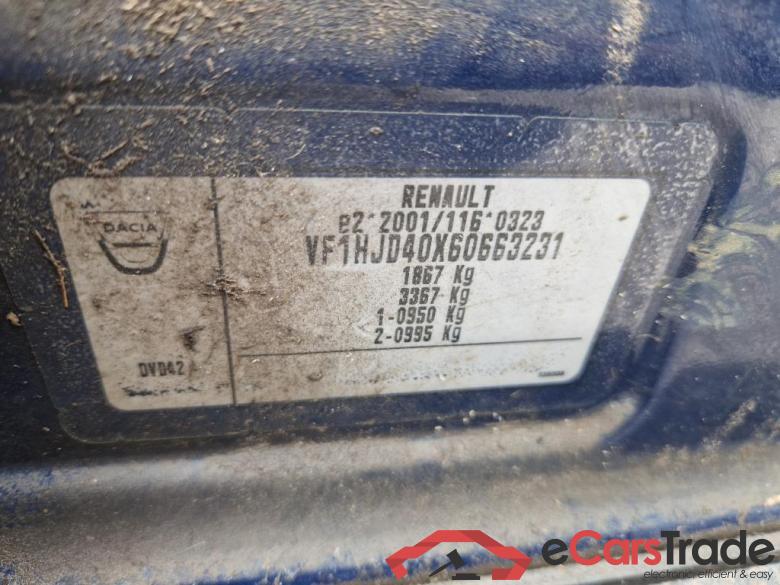 RENAULT
e2*2001/116*0323
VF1HJD40X60663231
1867 Kg
3367 Kg
1-0950 Kg
2-0995 Kg
DACIA
DVD42
eCarsTrade
electronic, efficient & easy